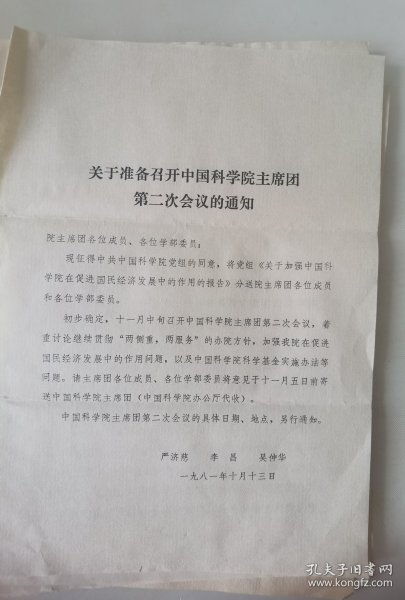 关于准备召开中国科学院主席团
第二次会议的通知
院主席团各位成员、各位学部委员:
现征得中共中国科学院党组的同意,将党组《关于加强中国科
学院在促进国民经济发展中的作用的报告》分送院主席团各位成员
和各位学部委员。
初步确定,十一月中旬召开中国科学院主席团第二次会议,着
重讨论继续贯彻“两侧重,两服务”的办院方针,加强我院在促进
国民经济发展中的作用问题,以及中国科学院科学基金实施办法等
问题。请主席团各位成员、各位学部委员将意见于十一月五日前寄
送中国科学院主席团(中国科学院办公厅代收)。
中国科学院主席团第二次会议的具体日期、地点,另行通知。
严济慈 李昌 吴仲华
一九八一年十月十三日
孔夫子旧书网
www.kongfz.com